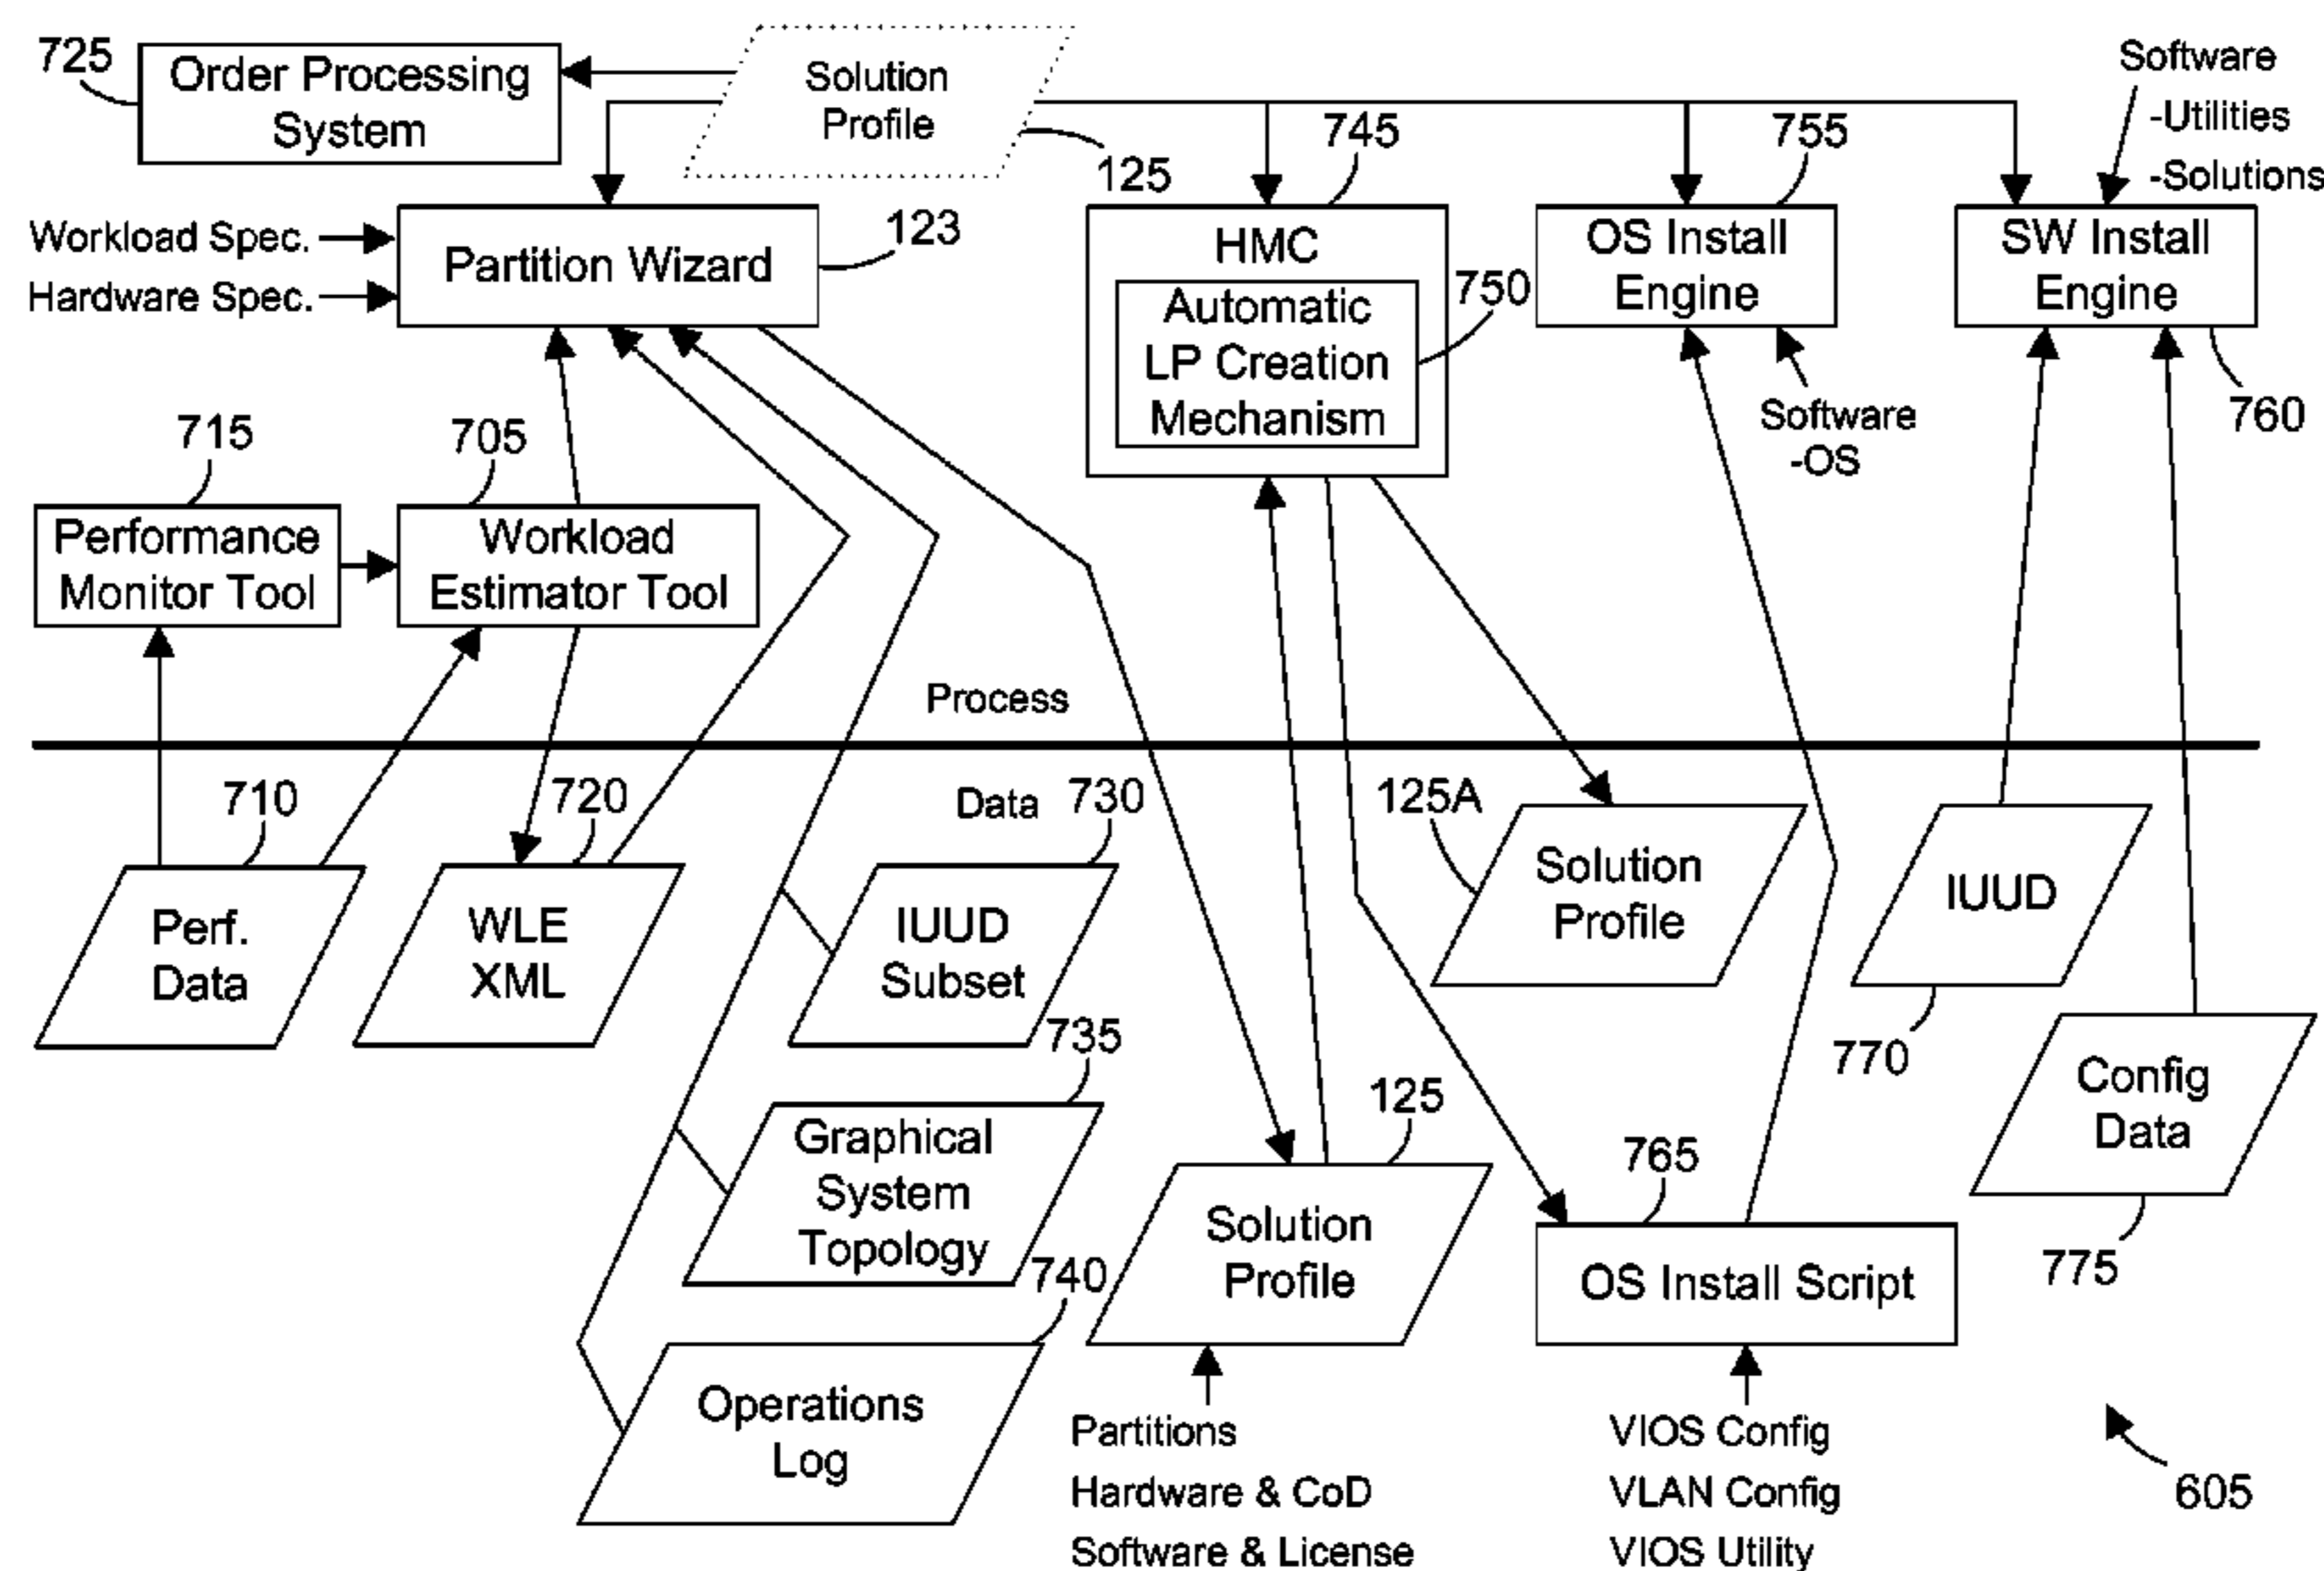 725
Order Processing
System
Solution
Profile
125
Software
-Utilities
-Solutions
745
755
Workload Spec.
Hardware Spec.
Partition Wizard
123
HMC
Automatic
LP Creation
Mechanism
750
OS Install
Engine
SW Install
Engine
760
Software
-OS
715
705
Performance
Monitor Tool
Workload
Estimator Tool
Process
Data
710
720
730
125A
Perf.
Data
WLE
XML
IUUD
Subset
Solution
Profile
IUUD
770
735
Graphical
System
Topology
125
Solution
Profile
765
OS Install Script
Config
Data
775
740
Operations
Log
Partitions
Hardware & CoD
Software & License
VIOS Config
VLAN Config
VIOS Utility
605